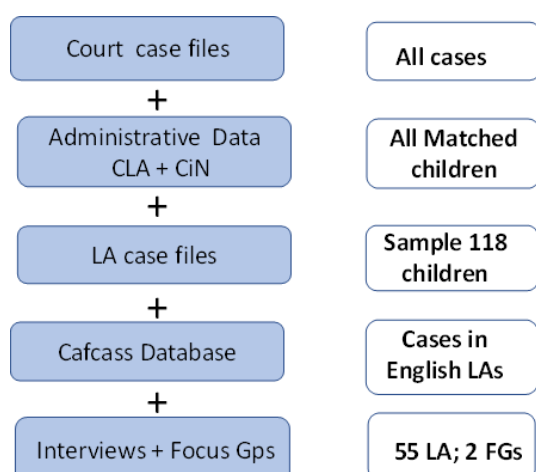 Court case files
All cases
+
Administrative Data
CLA + CiN
All Matched
children
+
LA case files
Sample 118
children
+
Cafcass Database
Cases in
English LAs
+
Interviews + Focus Gps
55 LA; 2 FGs